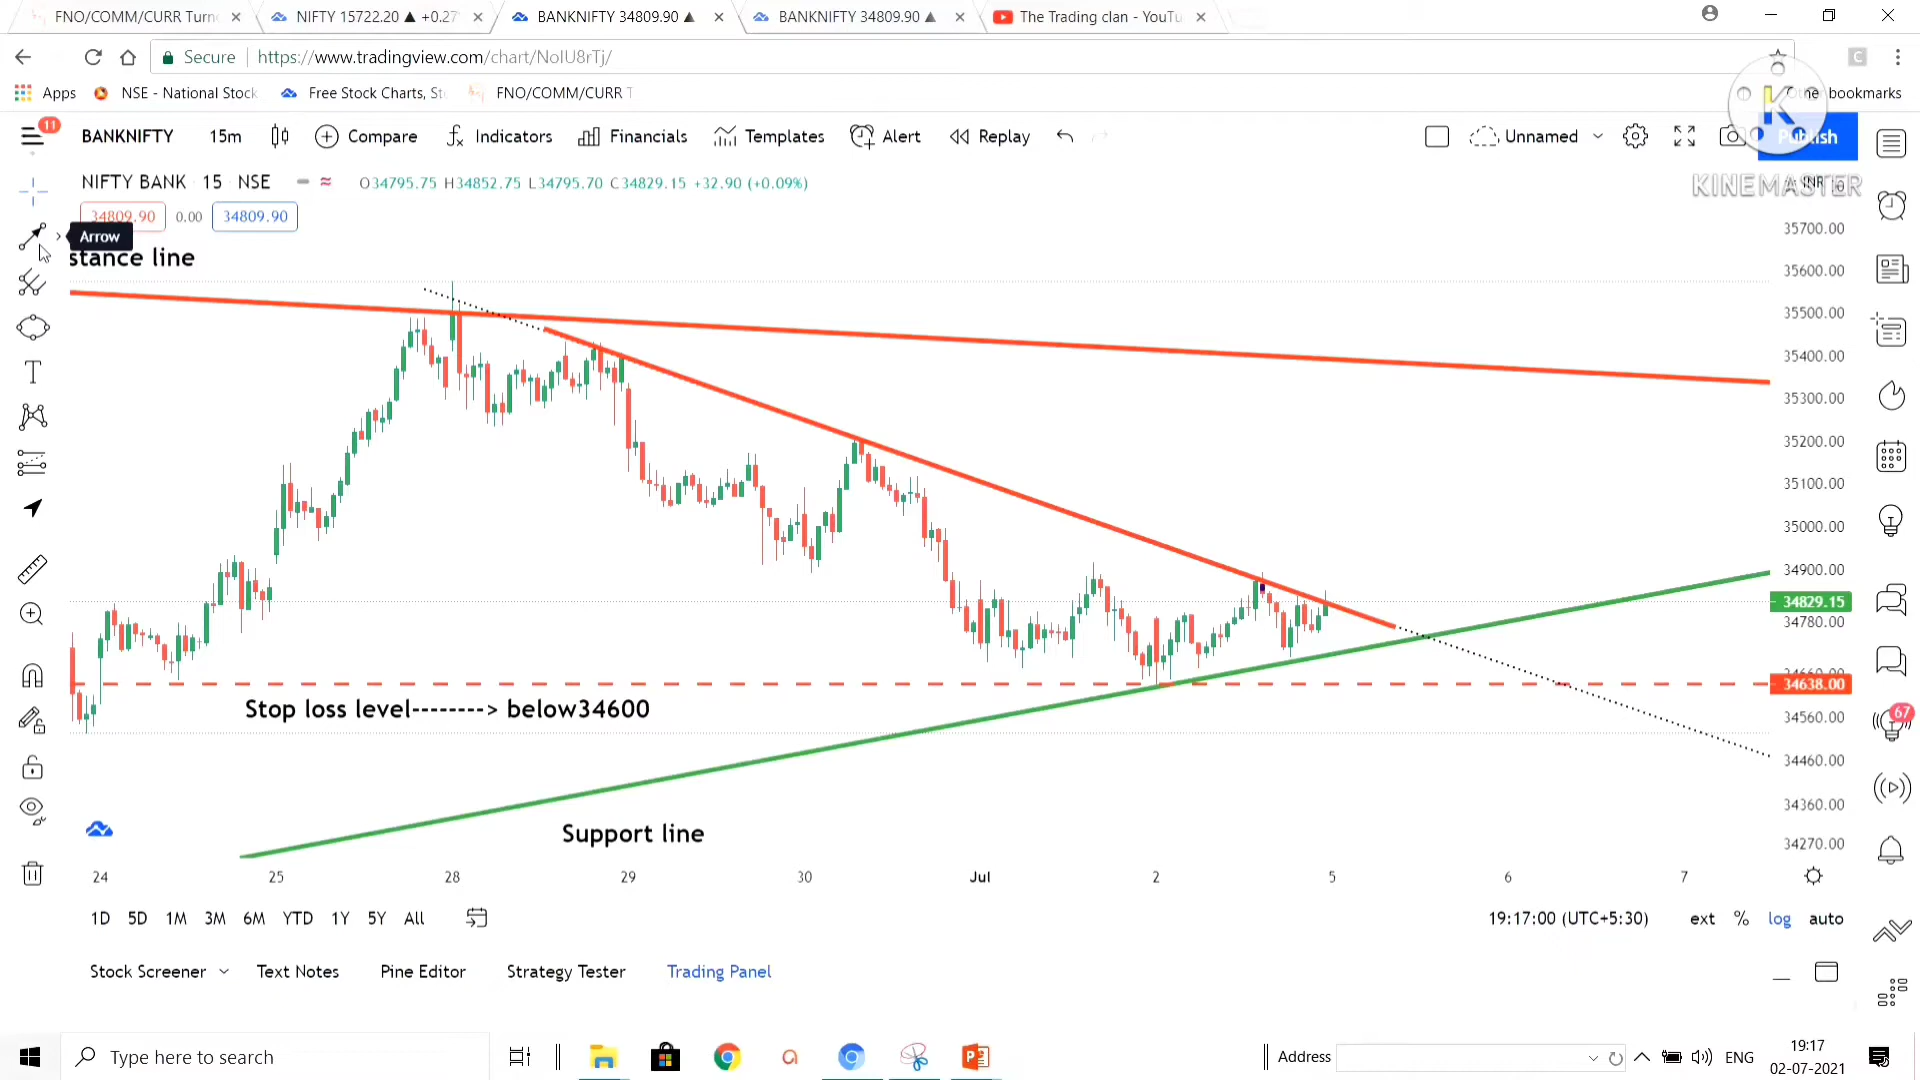 FNO/COMM/CURR Turn
NIFTY 15722.20 ▲ +0.27
BANKNIFTY 34809.90 ▲
BANKNIFTY 34809.90 ▲
The Trading clan - YouTu
Secure
https://www.tradingview.com/chart/NoIU8rTj/
Apps
NSE - National Stock
Free Stock Charts, St
FNO/COMM/CURR T
Other bookmarks
K
11
BANKNIFTY
15m
Compare
Indicators
Financials
Templates
Alert
Replay
Unnamed
Publish
NIFTY BANK 15 NSE
O34795.75 H34852.75 L34795.70 C34829.15 +32.90 (+0.09%)
KINEMASTER
INR
34809.90
0.00
34809.90
Arrow
stance line
35700.00
35600.00
35500.00
35400.00
35300.00
35200.00
35100.00
35000.00
34900.00
34829.15
34780.00
34660.00
34638.00
Stop loss level--------> below34600
34560.00
67
34460.00
34360.00
Support line
34270.00
24 25 28 29 30 Jul 2 5 6 7
1D 5D 1M 3M 6M YTD 1Y 5Y All
19:17:00 (UTC+5:30)
ext % log auto
Stock Screener
Text Notes
Pine Editor
Strategy Tester
Trading Panel
Type here to search
Address
ENG
19:17
02-07-2021